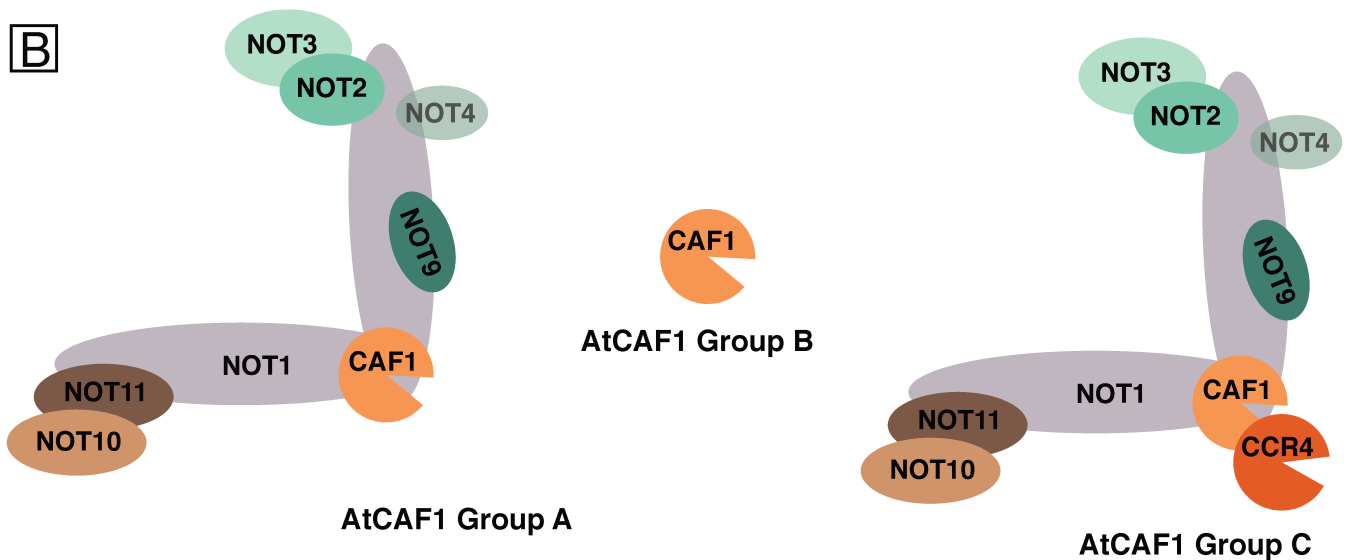 B
NOT3
NOT2
NOT4
NOT9
NOT1
CAF1
NOT11
NOT10
AtCAF1 Group A
CAF1
AtCAF1 Group B
NOT3
NOT2
NOT4
NOT9
NOT1
CAF1
CCR4
NOT11
NOT10
AtCAF1 Group C